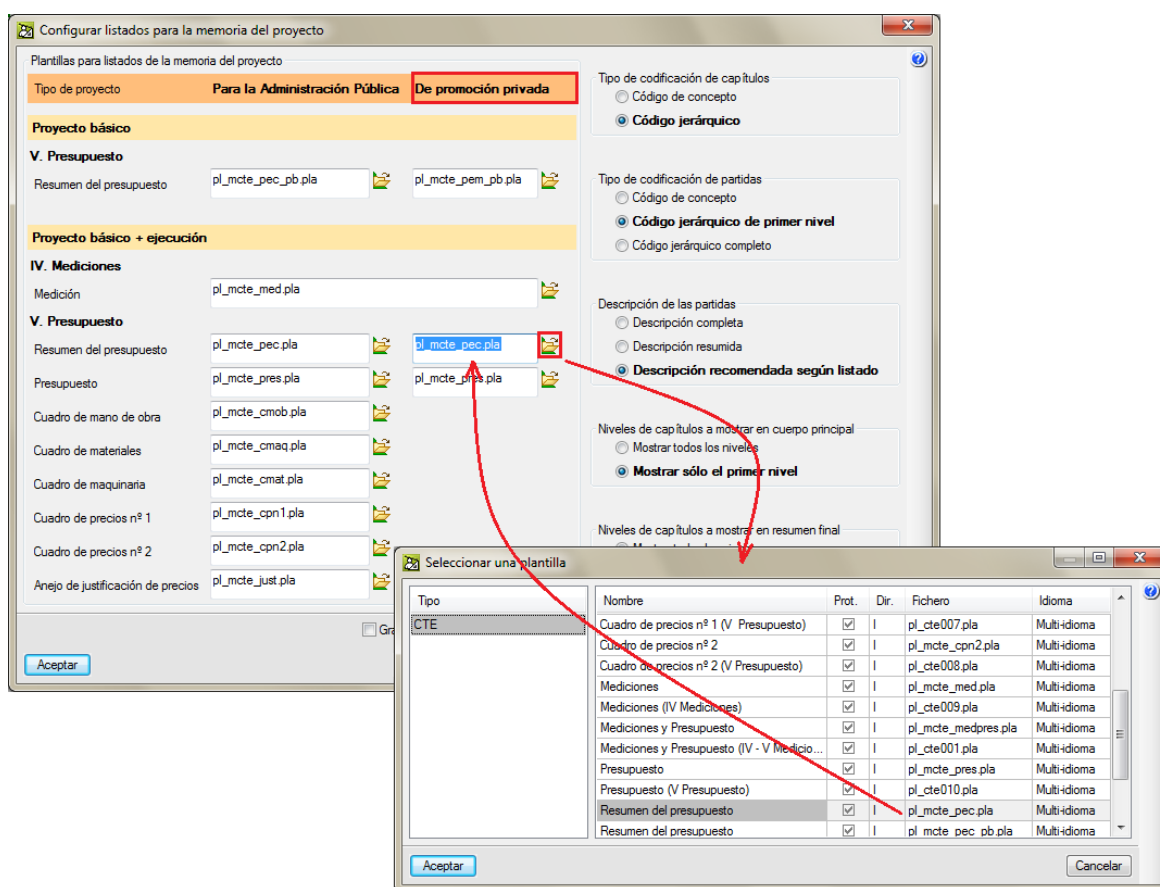 Configurar listados para la memoria del proyecto
Plantillas para listados de la memoria del proyecto
Tipo de proyecto Para la Administración Pública De promoción privada
Proyecto básico
V. Presupuesto
Resumen del presupuesto pl_mcte_pec_pb.pla pl_mcte_pem_pb.pla
Proyecto básico + ejecución
IV. Mediciones
Medición pl_mcte_med.pla
V. Presupuesto
Resumen del presupuesto pl_mcte_pec.pla pl_mcte_pec.pla
Presupuesto pl_mcte_pres.pla pl_mcte_pres.pla
Cuadro de mano de obra pl_mcte_cmob.pla
Cuadro de materiales pl_mcte_cmaq.pla
Cuadro de maquinaria pl_mcte_cmat.pla
Cuadro de precios nº 1 pl_mcte_cpn1.pla
Cuadro de precios nº 2 pl_mcte_cpn2.pla
Anejo de justificación de precios pl_mcte_just.pla
Aceptar
Tipo de codificación de capítulos
Código de concepto
Código jerárquico
Tipo de codificación de partidas
Código de concepto
Código jerárquico de primer nivel
Código jerárquico completo
Descripción de las partidas
Descripción completa
Descripción resumida
Descripción recomendada según listado
Niveles de capítulos a mostrar en cuerpo principal
Mostrar todos los niveles
Mostrar sólo el primer nivel
Niveles de capítulos a mostrar en resumen final
Seleccionar una plantilla
Tipo
CTE
Nombre Prot. Dir. Fichero Idioma
Cuadro de precios nº 1 (V Presupuesto) I pl_cte007.pla Multi-idioma
Cuadro de precios nº 2 I pl_mcte_cpn2.pla Multi-idioma
Cuadro de precios nº 2 (V Presupuesto) I pl_cte008.pla Multi-idioma
Mediciones I pl_mcte_med.pla Multi-idioma
Mediciones (IV Mediciones) I pl_cte009.pla Multi-idioma
Mediciones y Presupuesto I pl_mcte_medpres.pla Multi-idioma
Mediciones y Presupuesto (IV - V Medicio... I pl_cte001.pla Multi-idioma
Presupuesto I pl_mcte_pres.pla Multi-idioma
Presupuesto (V Presupuesto) I pl_cte010.pla Multi-idioma
Resumen del presupuesto I pl_mcte_pec.pla Multi-idioma
Resumen del presupuesto I pl_mcte_pec_pb.pla Multi-idioma
Aceptar Cancelar